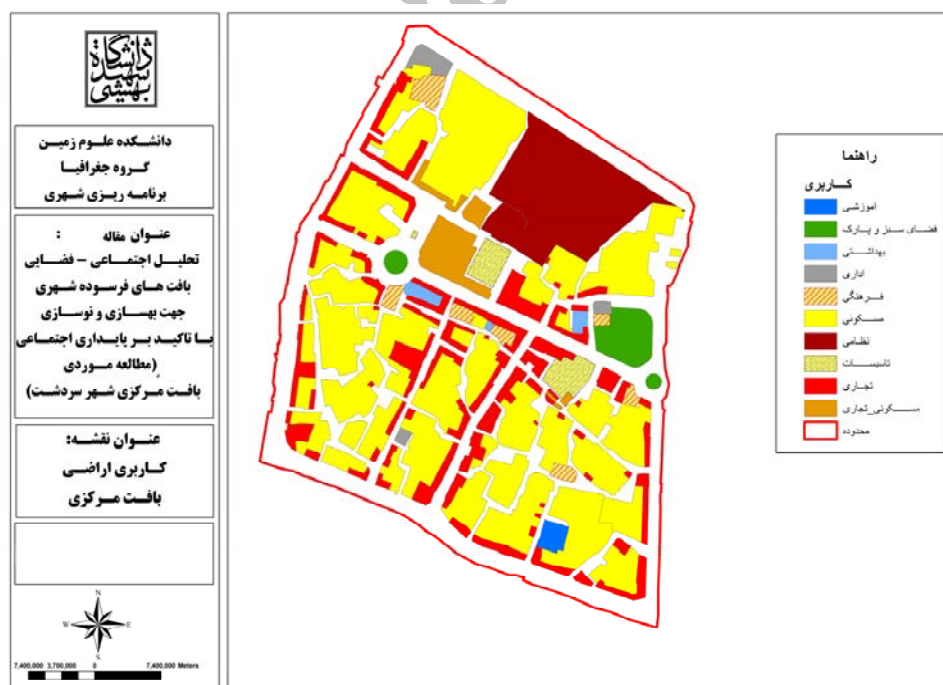 دانشگاه
شهید
بهشتی
دانشکده علوم زمین
گروه جغرافیا
برنامه ریزی شهری
عنوان مقاله :
تحلیل اجتماعی – فضایی
بافت های فرسوده شهری
جهت بهسازی و نوسازی
با تاکید بر پایداری اجتماعی
(مطالعه موردی
بافت مرکزی شهر سردشت)
عنوان نقشه:
کاربری اراضی
بافت مرکزی
N
W E
S
7,400,000 3,700,000 0 7,400,000 Meters
راهنما
کاربری
اموزشی
فضای سبز و پارک
بهداشتی
اداری
فرهنگی
مسکونی
نظامی
تاسیسات
تجاری
مسکونی_تجاری
محدوده